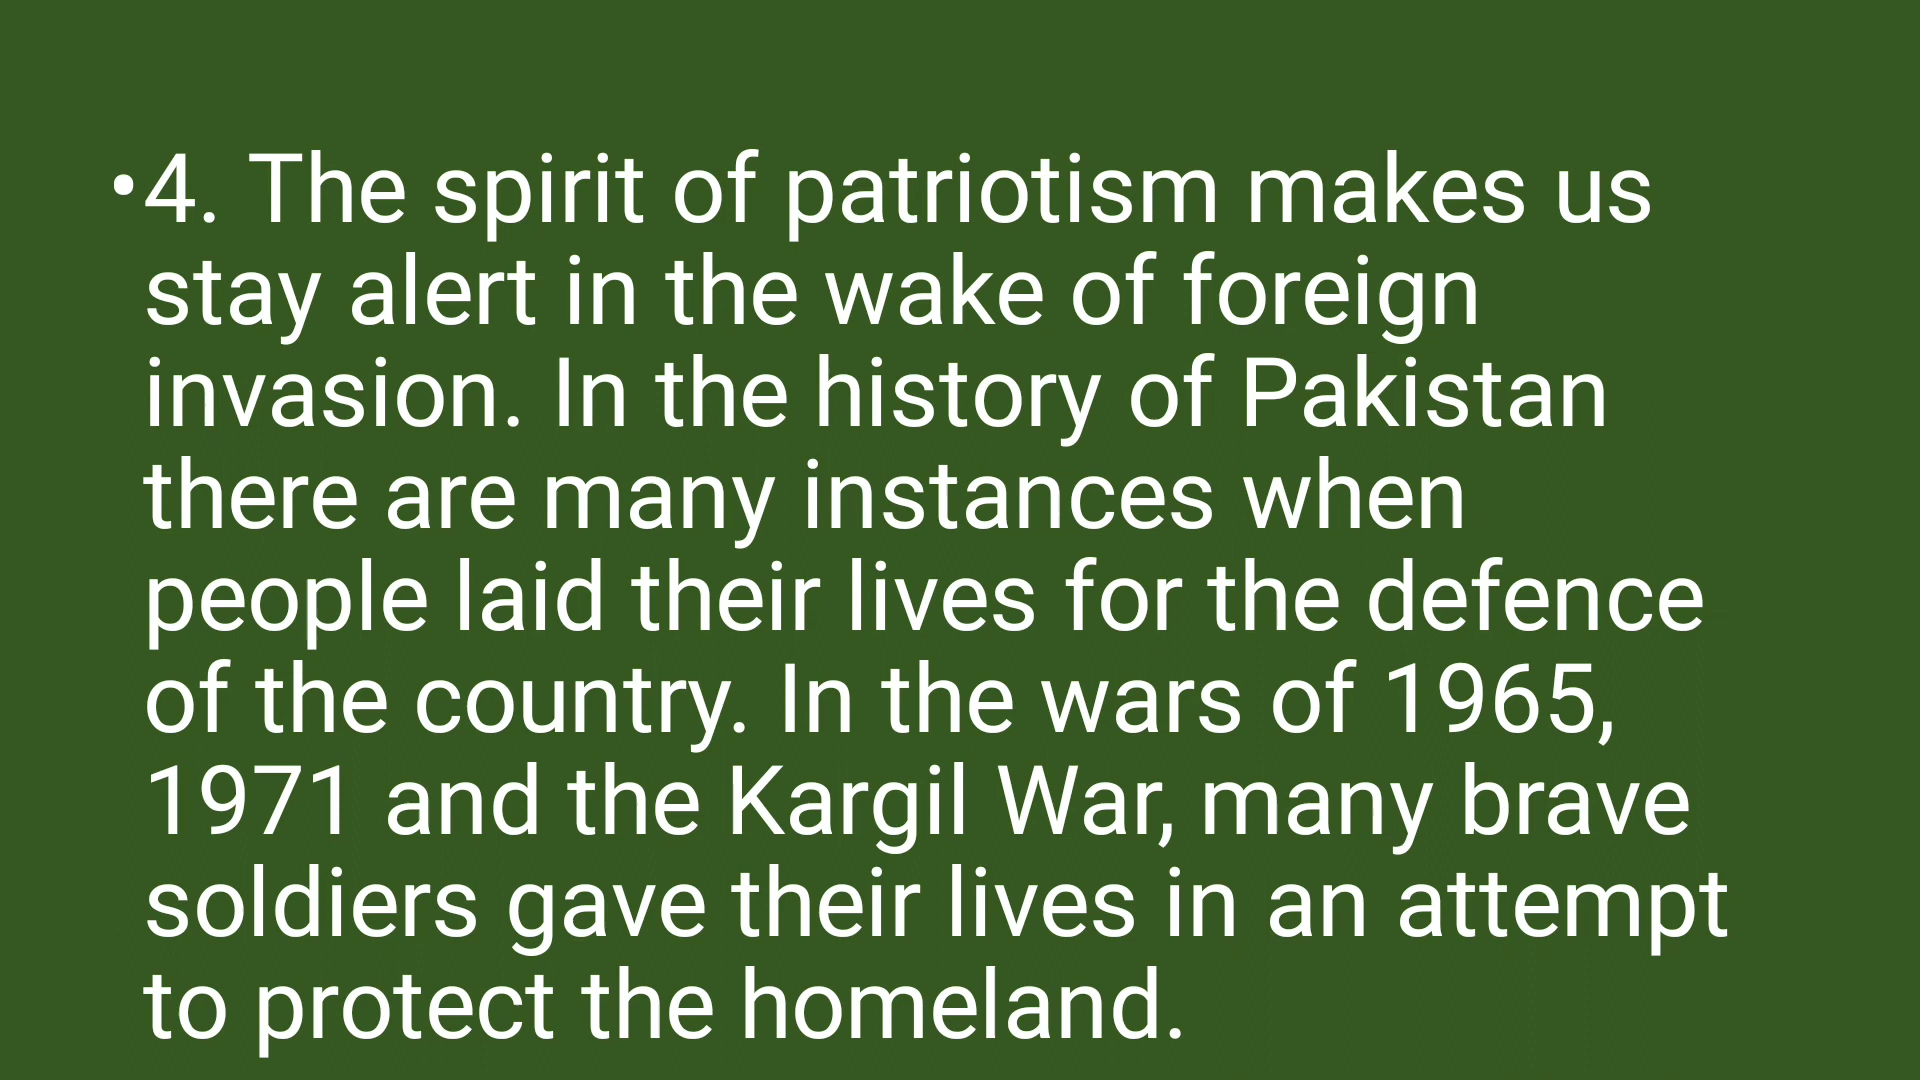 •4. The spirit of patriotism makes us
stay alert in the wake of foreign
invasion. In the history of Pakistan
there are many instances when
people laid their lives for the defence
of the country. In the wars of 1965,
1971 and the Kargil War, many brave
soldiers gave their lives in an attempt
to protect the homeland.